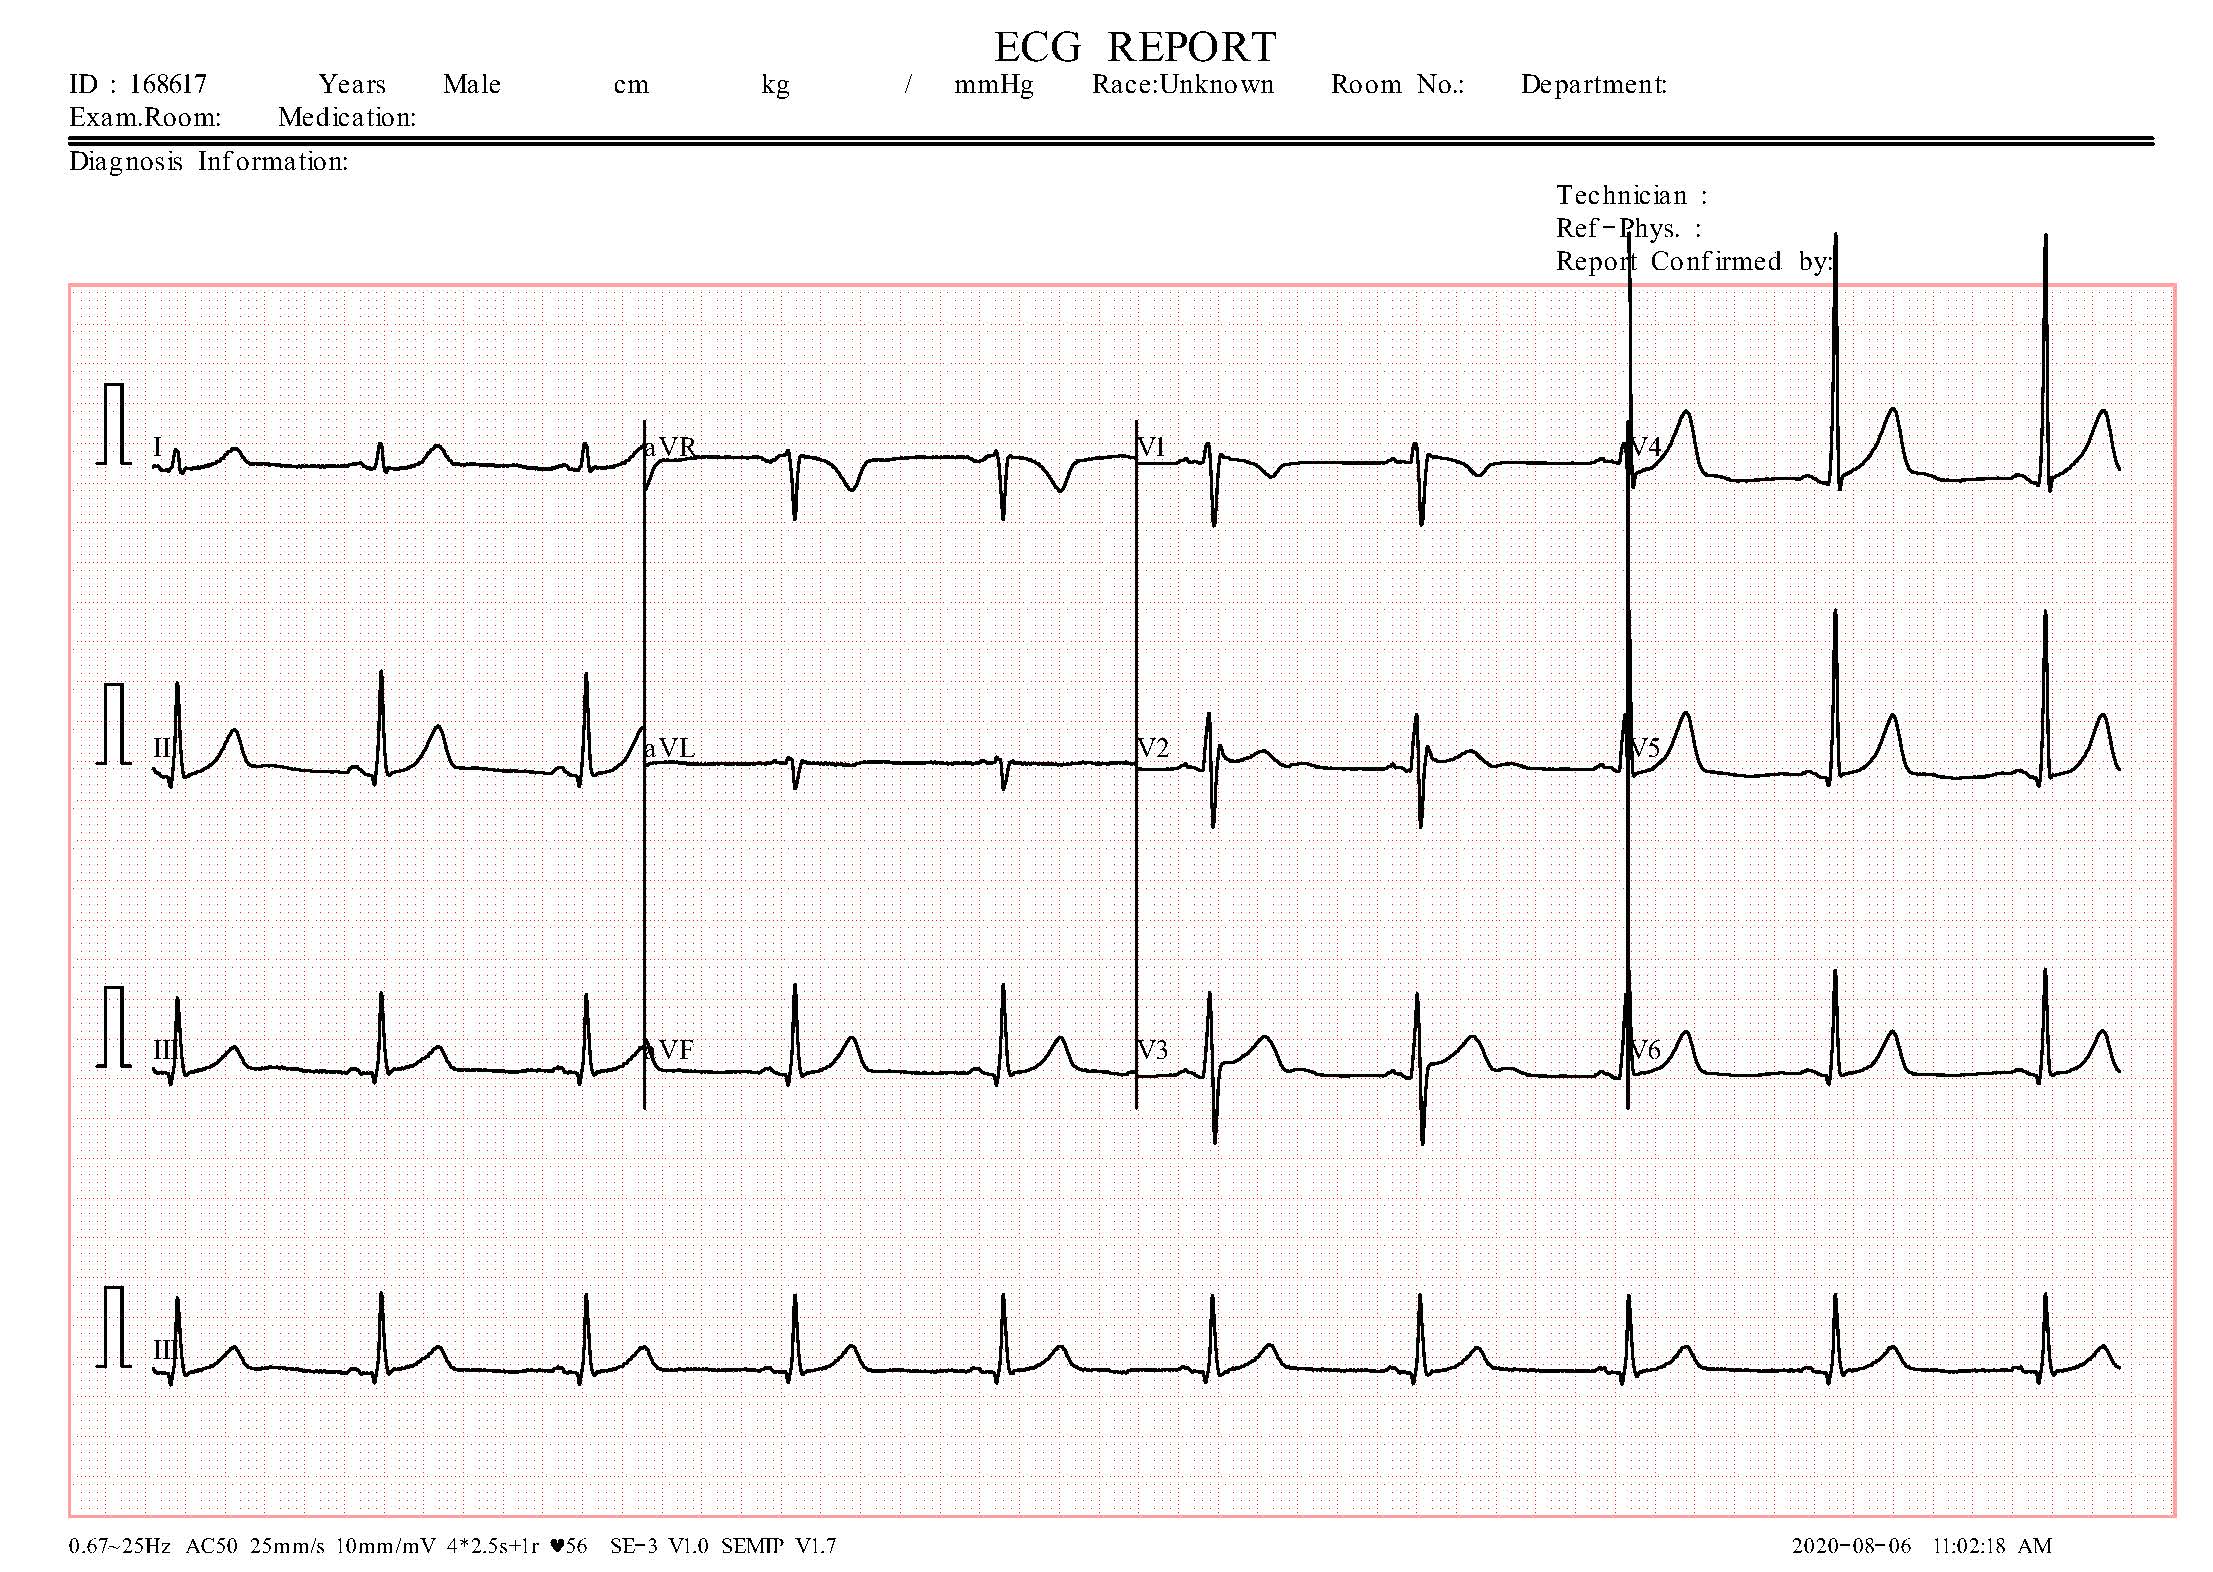 ECG REPORT
ID : 168617 Years Male cm kg / mmHg Race:Unknown Room No.: Department:
Exam.Room: Medication:
Diagnosis Information:
Technician :
Ref-Phys. :
Report Confirmed by:
I aVR V1 V4
II aVL V2 V5
III aVF V3 V6
III
0.67~25Hz AC50 25mm/s 10mm/mV 4*2.5s+1r ♥56 SE-3 V1.0 SEMIP V1.7 2020-08-06 11:02:18 AM